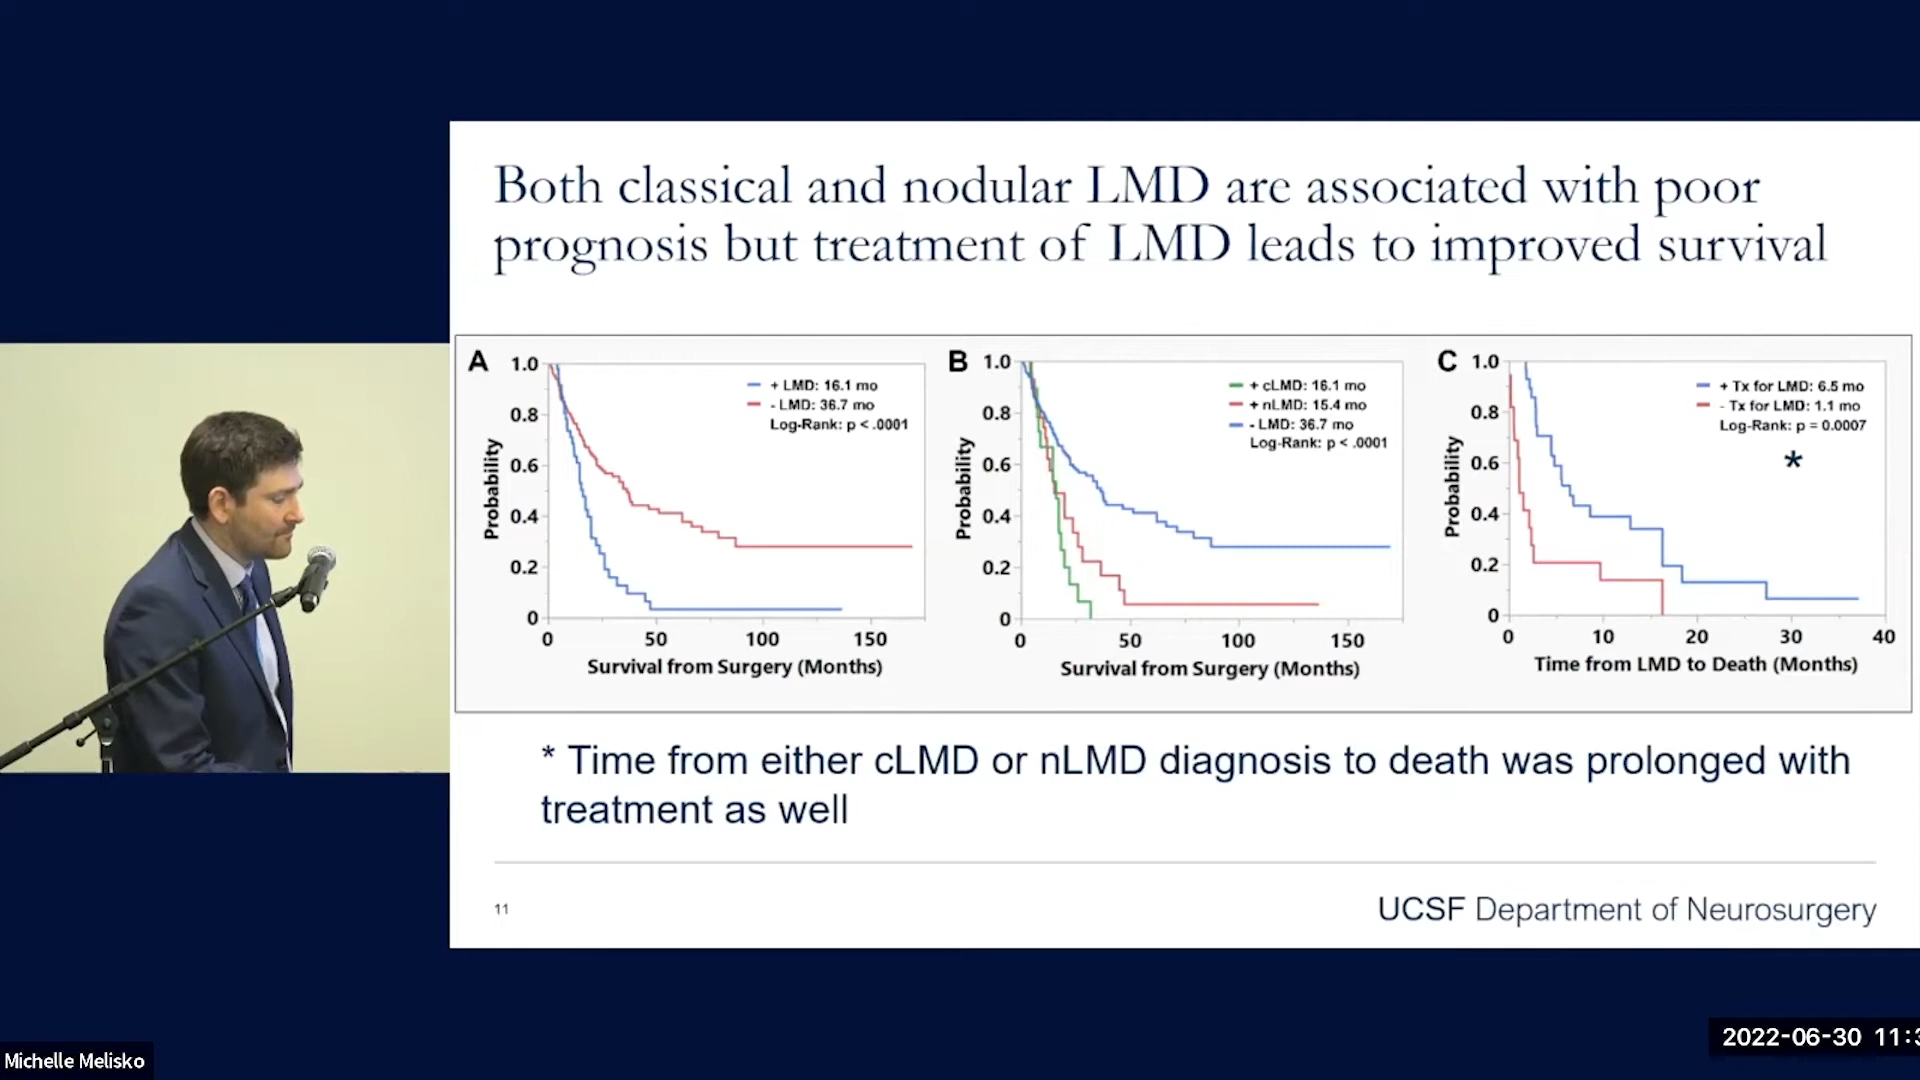 Both classical and nodular LMD are associated with poor
prognosis but treatment of LMD leads to improved survival
A
1.0
0.8
0.6
0.4
0.2
0
Probability
+ LMD: 16.1 mo
- LMD: 36.7 mo
Log-Rank: p < .0001
0 50 100 150
Survival from Surgery (Months)
B
1.0
0.8
0.6
0.4
0.2
0
Probability
+ cLMD: 16.1 mo
+ nLMD: 15.4 mo
- LMD: 36.7 mo
Log-Rank: p < .0001
0 50 100 150
Survival from Surgery (Months)
C
1.0
0.8
0.6
0.4
0.2
0
Probability
+ Tx for LMD: 6.5 mo
- Tx for LMD: 1.1 mo
Log-Rank: p = 0.0007
*
0 10 20 30 40
Time from LMD to Death (Months)
* Time from either cLMD or nLMD diagnosis to death was prolonged with
treatment as well
11
UCSF Department of Neurosurgery
2022-06-30 11:3
Michelle Melisko